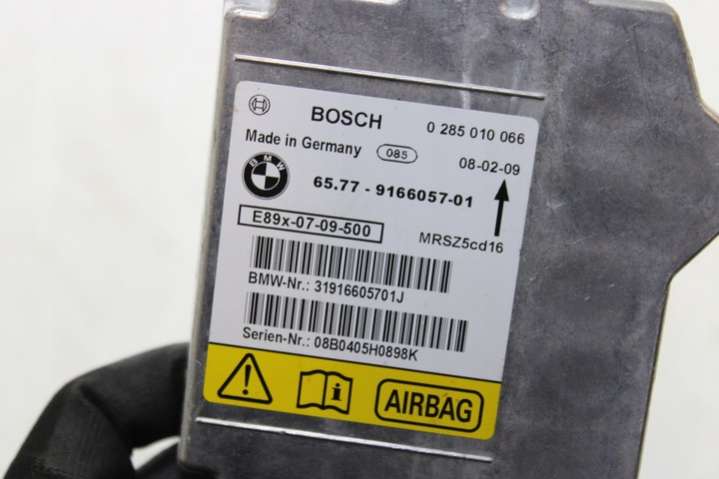 BOSCH 0 285 010 066
Made in Germany 085 08-02-09
BMW 65.77 - 9166057-01
E89x-07-09-500 MRSZ5cd16
BMW-Nr.: 31916605701J
Serien-Nr.: 08B0405H0898K
AIRBAG